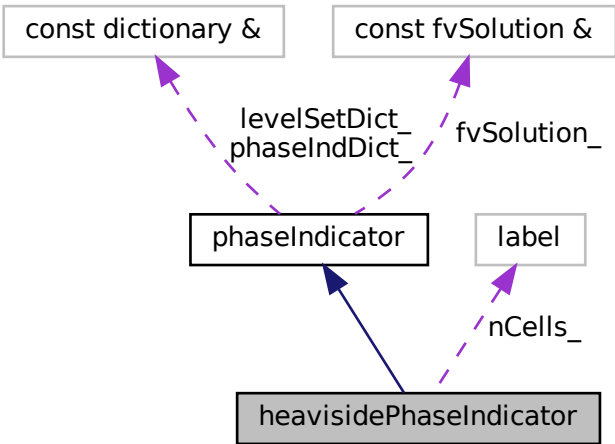 const dictionary &
const fvSolution &
levelSetDict_
phaseIndDict_
fvSolution_
phaseIndicator
label
nCells_
heavisidePhaseIndicator